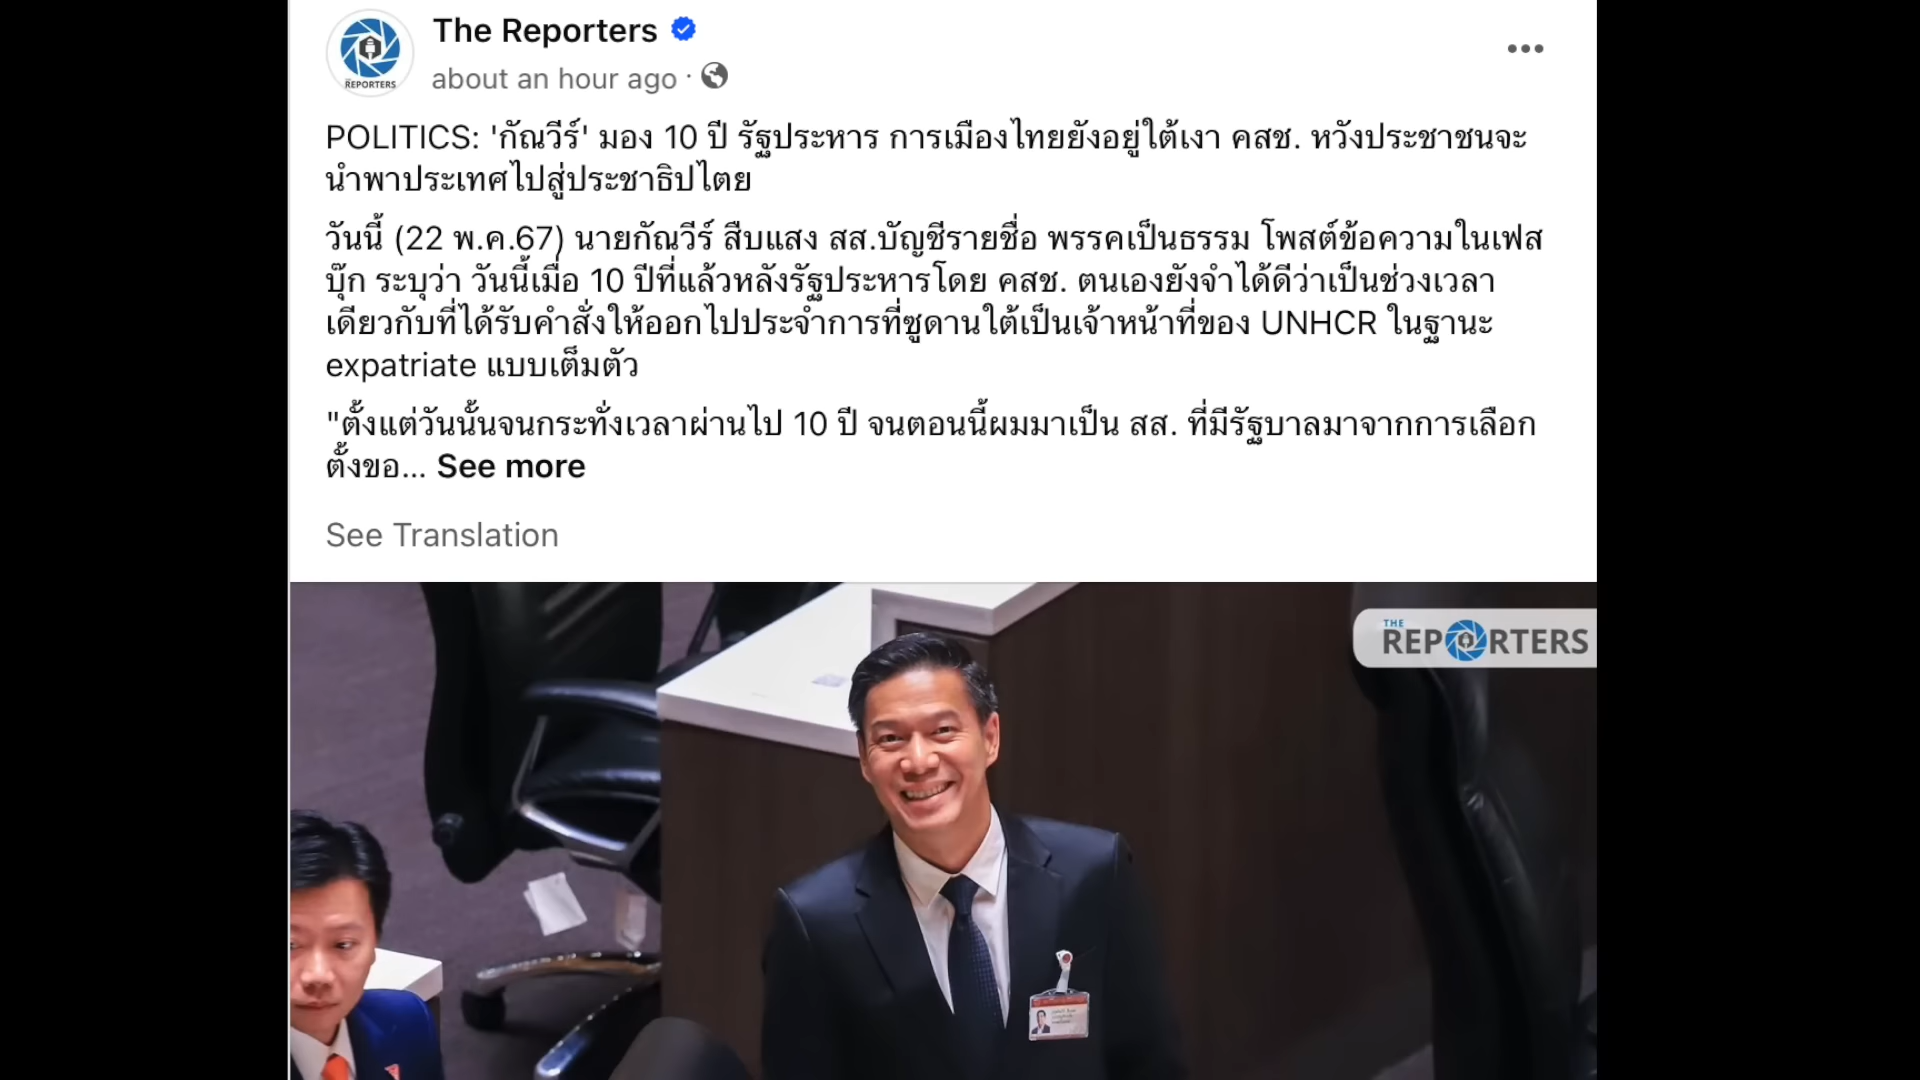 The Reporters
about an hour ago ·
REPORTERS
POLITICS: 'กัณวีร์' มอง 10 ปี รัฐประหาร การเมืองไทยยังอยู่ใต้เงา คสช. หวังประชาชนจะ
นำพาประเทศไปสู่ประชาธิปไตย
วันนี้ (22 พ.ค.67) นายกัณวีร์ สืบแสง สส.บัญชีรายชื่อ พรรคเป็นธรรม โพสต์ข้อความในเฟส
บุ๊ก ระบุว่า วันนี้เมื่อ 10 ปีที่แล้วหลังรัฐประหารโดย คสช. ตนเองยังจำได้ดีว่าเป็นช่วงเวลา
เดียวกับที่ได้รับคำสั่งให้ออกไปประจำการที่ซูดานใต้เป็นเจ้าหน้าที่ของ UNHCR ในฐานะ
expatriate แบบเต็มตัว
"ตั้งแต่วันนั้นจนกระทั่งเวลาผ่านไป 10 ปี จนตอนนี้ผมมาเป็น สส. ที่มีรัฐบาลมาจากการเลือก
ตั้งขอ... See more
See Translation
THE
REPORTERS